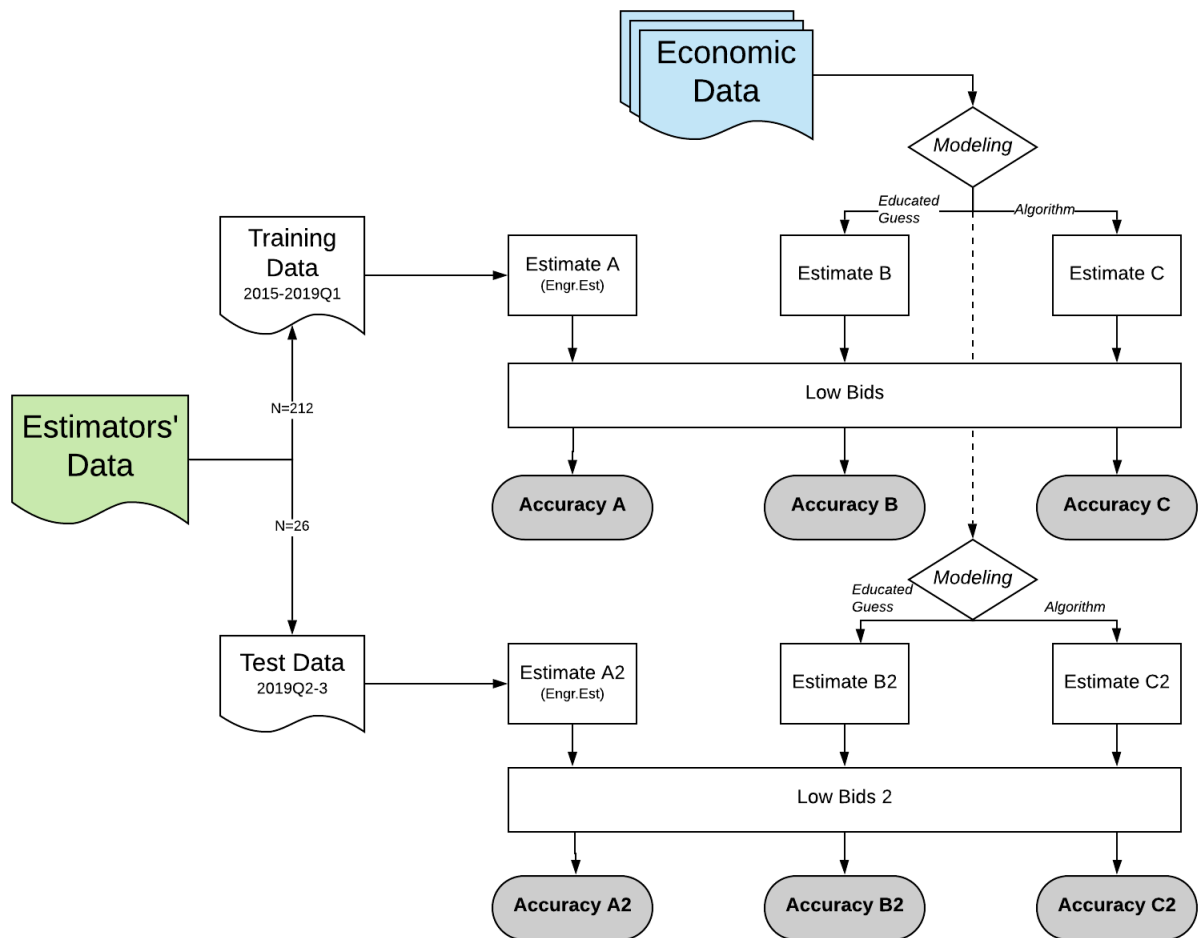 Economic
Data
Modeling
Educated
Guess
Algorithm
Training
Data
2015-2019Q1
Estimate A
(Engr.Est)
Estimate B
Estimate C
Low Bids
N=212
Estimators'
Data
Accuracy A
Accuracy B
Accuracy C
N=26
Modeling
Educated
Guess
Algorithm
Test Data
2019Q2-3
Estimate A2
(Engr.Est)
Estimate B2
Estimate C2
Low Bids 2
Accuracy A2
Accuracy B2
Accuracy C2